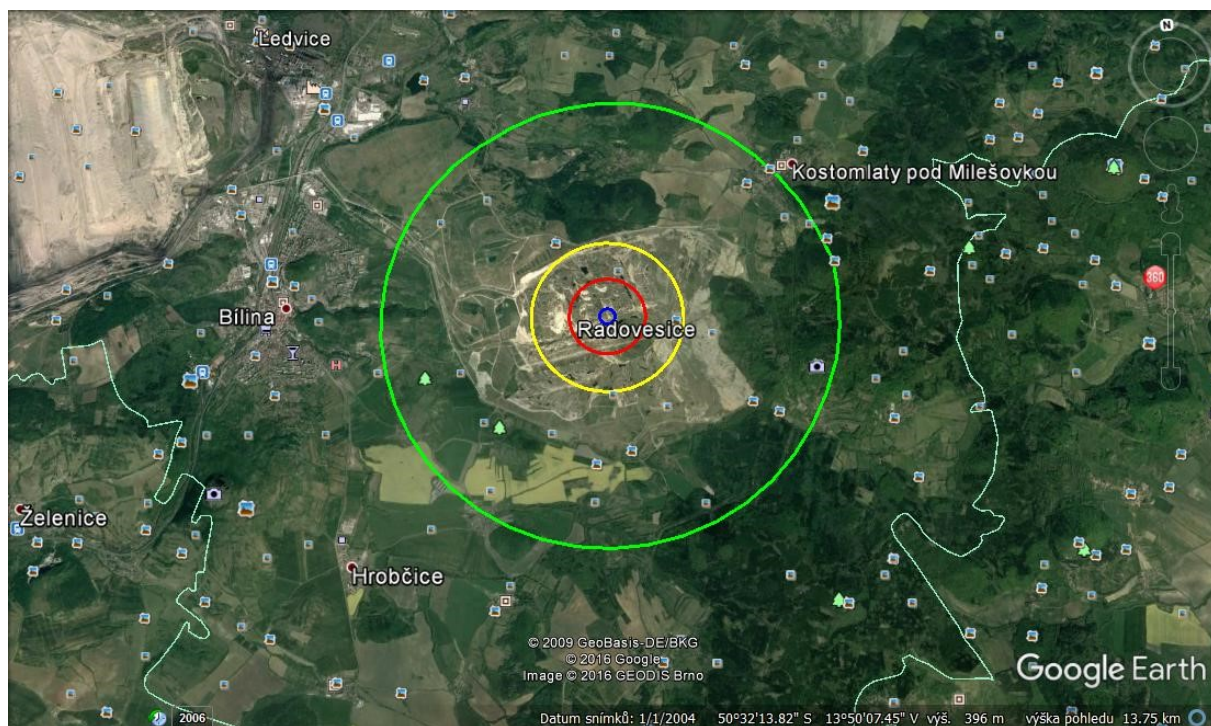 N
Ledvice
Kostomlaty pod Milešovkou
360
Bílina
Radovesice
H
Želenice
Hrobčice
© 2009 GeoBasis-DE/BKG
© 2016 Google
Image © 2016 GEODIS Brno
Google Earth
2006
Datum snímků: 1/1/2004 50°32'13.82" S 13°50'07.45" V výš. 396 m výška pohledu 13.75 km